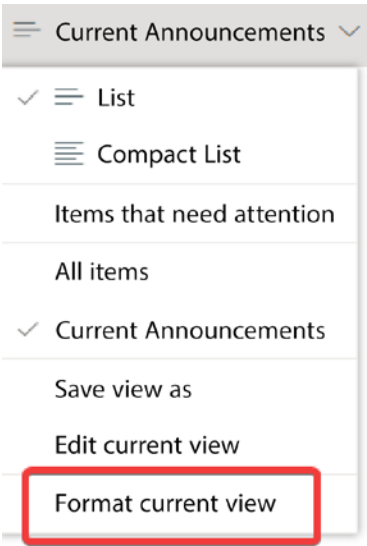 Current Announcements
List
Compact List
Items that need attention
All items
Current Announcements
Save view as
Edit current view
Format current view